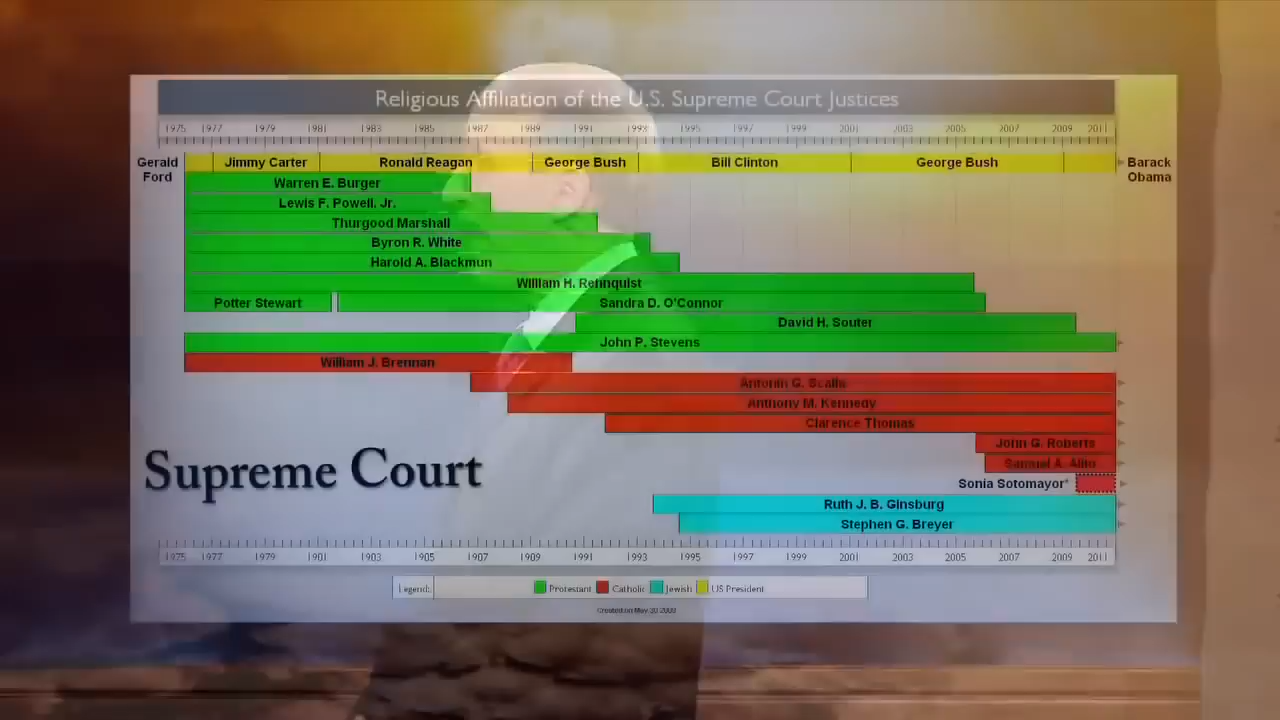 Religious Affiliation of the U.S. Supreme Court Justices
1975 1977 1979 1981 1983 1985 1987 1989 1991 1993 1995 1997 1999 2001 2003 2005 2007 2009 2011
Gerald Ford Jimmy Carter Ronald Reagan George Bush Bill Clinton George Bush Barack Obama
Warren E. Burger
Lewis F. Powell, Jr.
Thurgood Marshall
Byron R. White
Harold A. Blackmun
William H. Rehnquist
Potter Stewart Sandra D. O'Connor
David H. Souter
John P. Stevens
William J. Brennan
Antonin G. Scalia
Anthony M. Kennedy
Clarence Thomas
John G. Roberts
Samuel A. Alito
Supreme Court
Sonia Sotomayor*
Ruth J. B. Ginsburg
Stephen G. Breyer
1975 1977 1979 1981 1983 1985 1987 1989 1991 1993 1995 1997 1999 2001 2003 2005 2007 2009 2011
Legend: Protestant Catholic Jewish US President
Created on May 30 2009